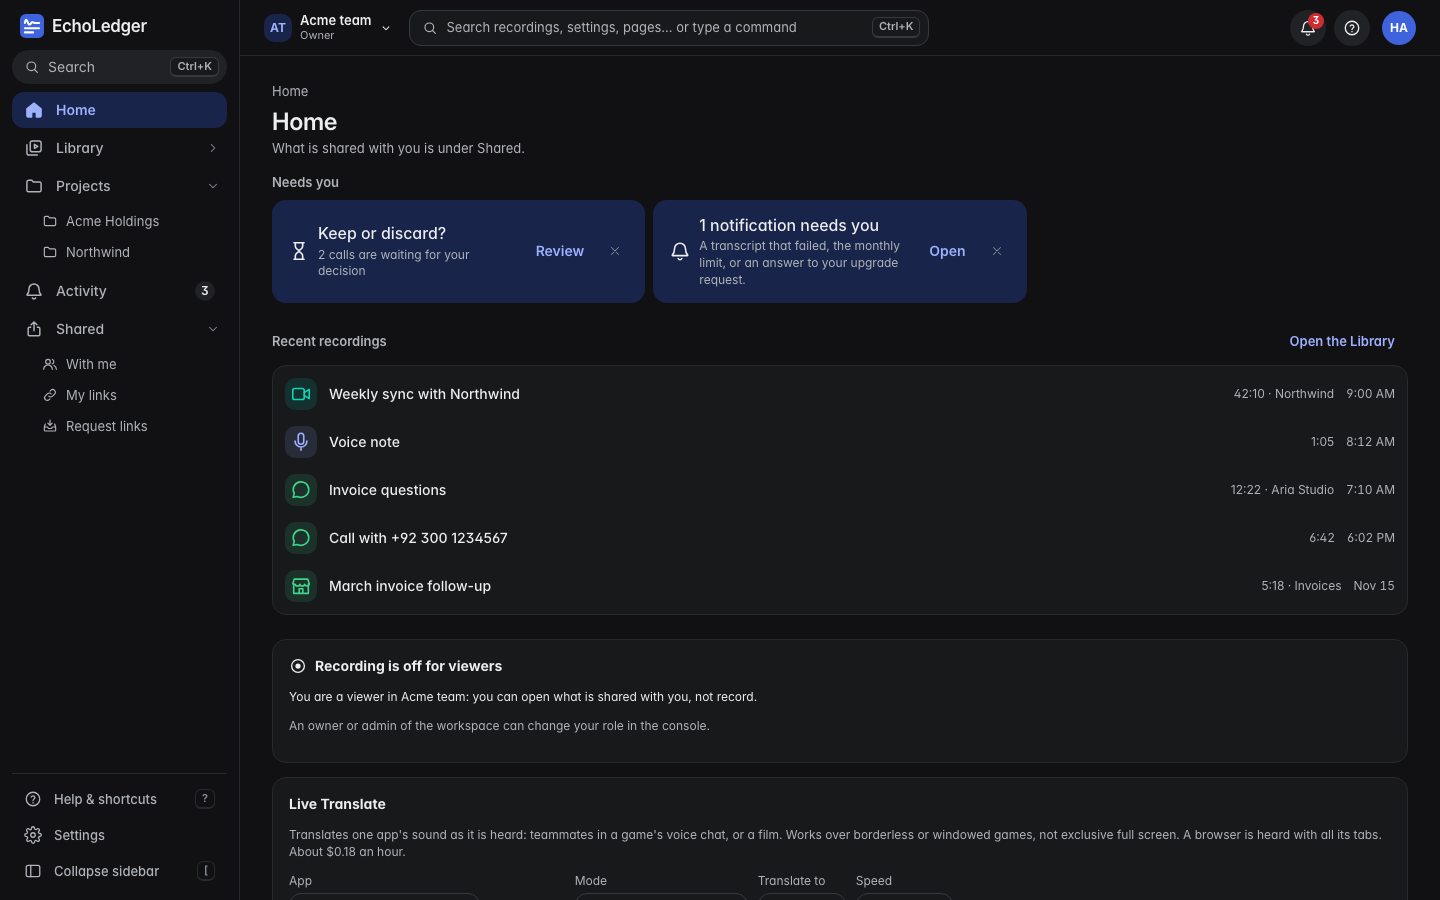 EchoLedger
Search
Ctrl+K
Home
Library
Projects
Acme Holdings
Northwind
Activity
3
Shared
With me
My links
Request links
Help & shortcuts
?
Settings
Collapse sidebar
[
AT
Acme team
Owner
Search recordings, settings, pages... or type a command
Ctrl+K
3
HA
Home
Home
What is shared with you is under Shared.
Needs you
Keep or discard?
2 calls are waiting for your
decision
Review
1 notification needs you
A transcript that failed, the monthly
limit, or an answer to your upgrade
request.
Open
Recent recordings
Open the Library
Weekly sync with Northwind
42:10 · Northwind 9:00 AM
Voice note
1:05 8:12 AM
Invoice questions
12:22 · Aria Studio 7:10 AM
Call with +92 300 1234567
6:42 6:02 PM
March invoice follow-up
5:18 · Invoices Nov 15
Recording is off for viewers
You are a viewer in Acme team: you can open what is shared with you, not record.
An owner or admin of the workspace can change your role in the console.
Live Translate
Translates one app's sound as it is heard: teammates in a game's voice chat, or a film. Works over borderless or windowed games, not exclusive full screen. A browser is heard with all its tabs.
About $0.18 an hour.
App Mode Translate to Speed